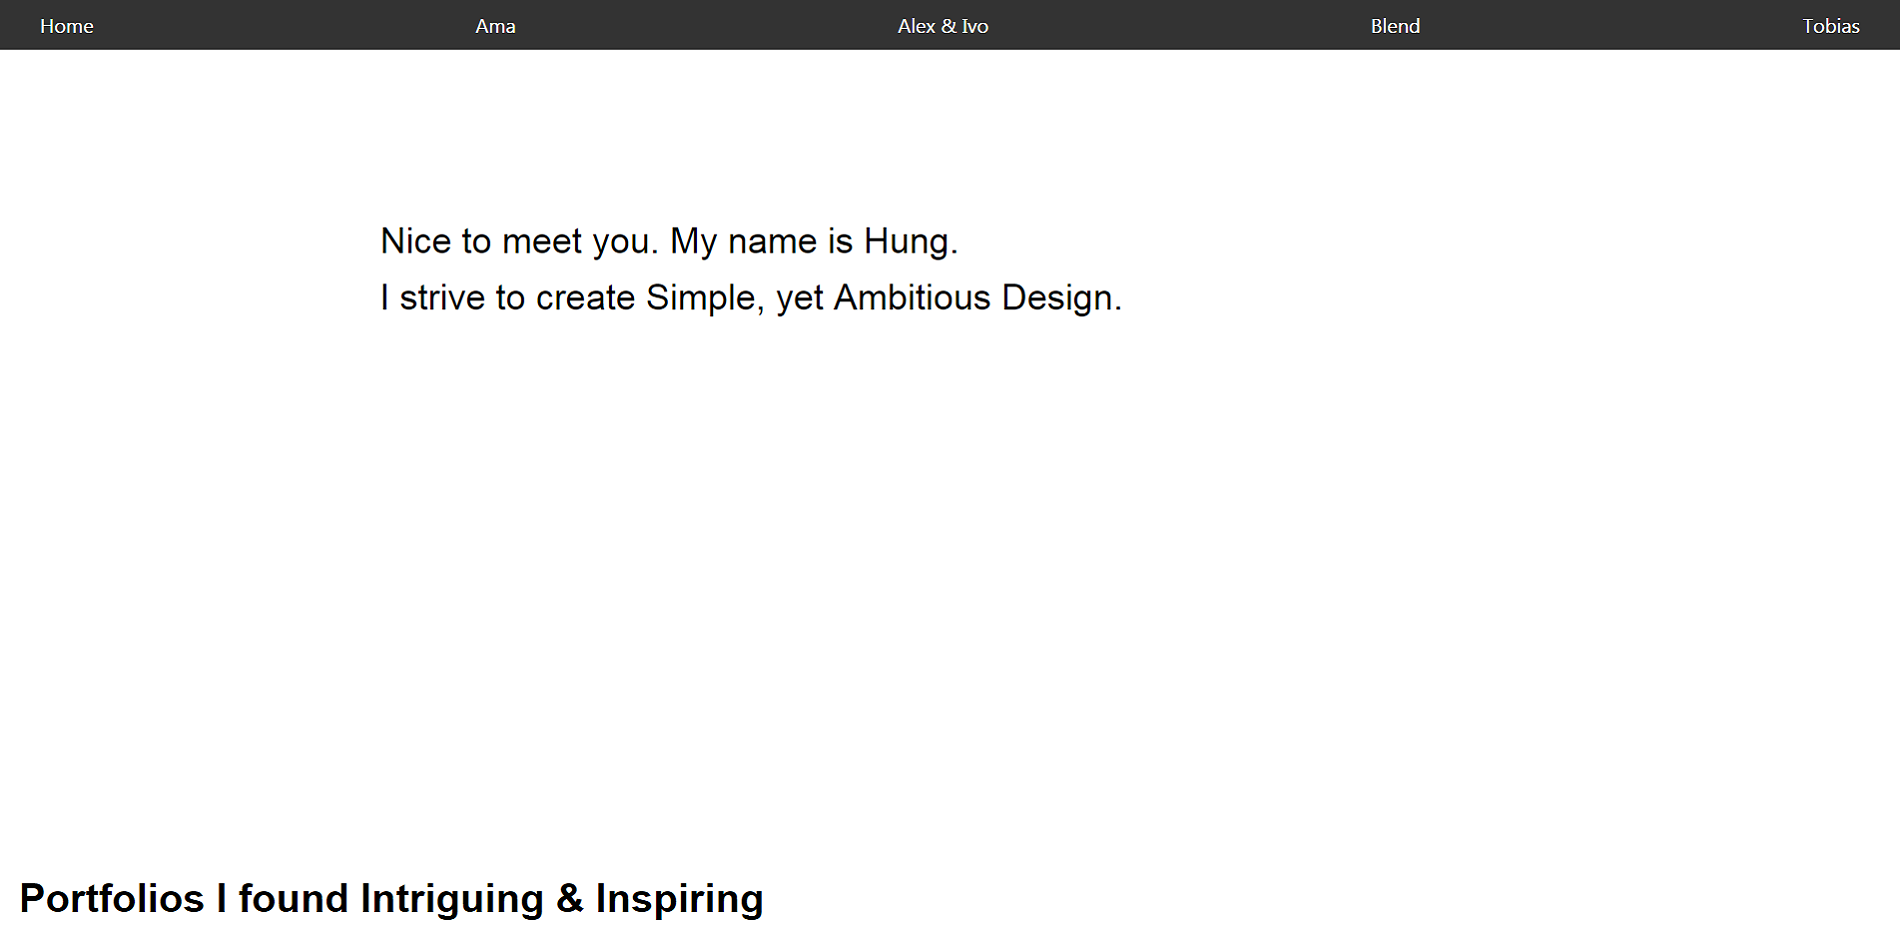 Home Ama Alex & Ivo Blend Tobias
Nice to meet you. My name is Hung.
I strive to create Simple, yet Ambitious Design.
Portfolios I found Intriguing & Inspiring